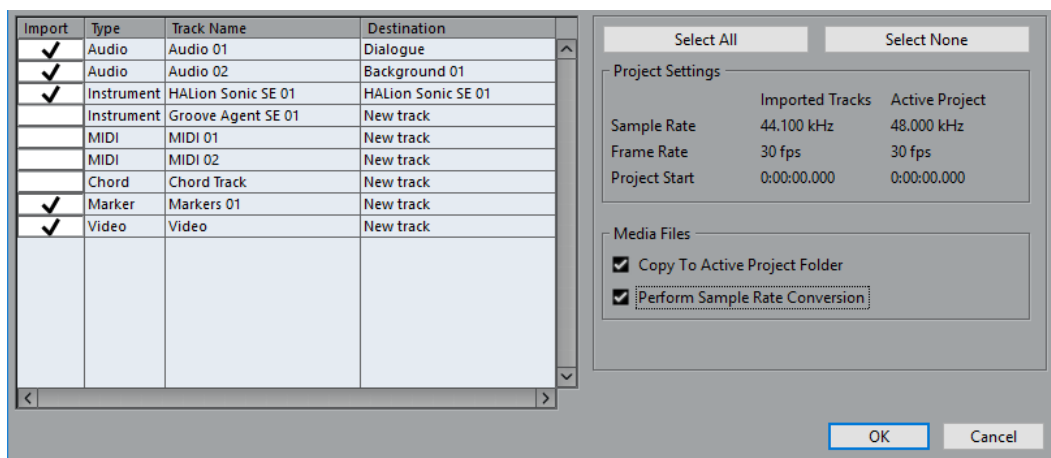 Import Type Track Name Destination
Audio Audio 01 Dialogue
Audio Audio 02 Background 01
Instrument HALion Sonic SE 01 HALion Sonic SE 01
Instrument Groove Agent SE 01 New track
MIDI MIDI 01 New track
MIDI MIDI 02 New track
Chord Chord Track New track
Marker Markers 01 New track
Video Video New track
Select All Select None
Project Settings
Imported Tracks Active Project
Sample Rate 44.100 kHz 48.000 kHz
Frame Rate 30 fps 30 fps
Project Start 0:00:00.000 0:00:00.000
Media Files
Copy To Active Project Folder
Perform Sample Rate Conversion
OK Cancel